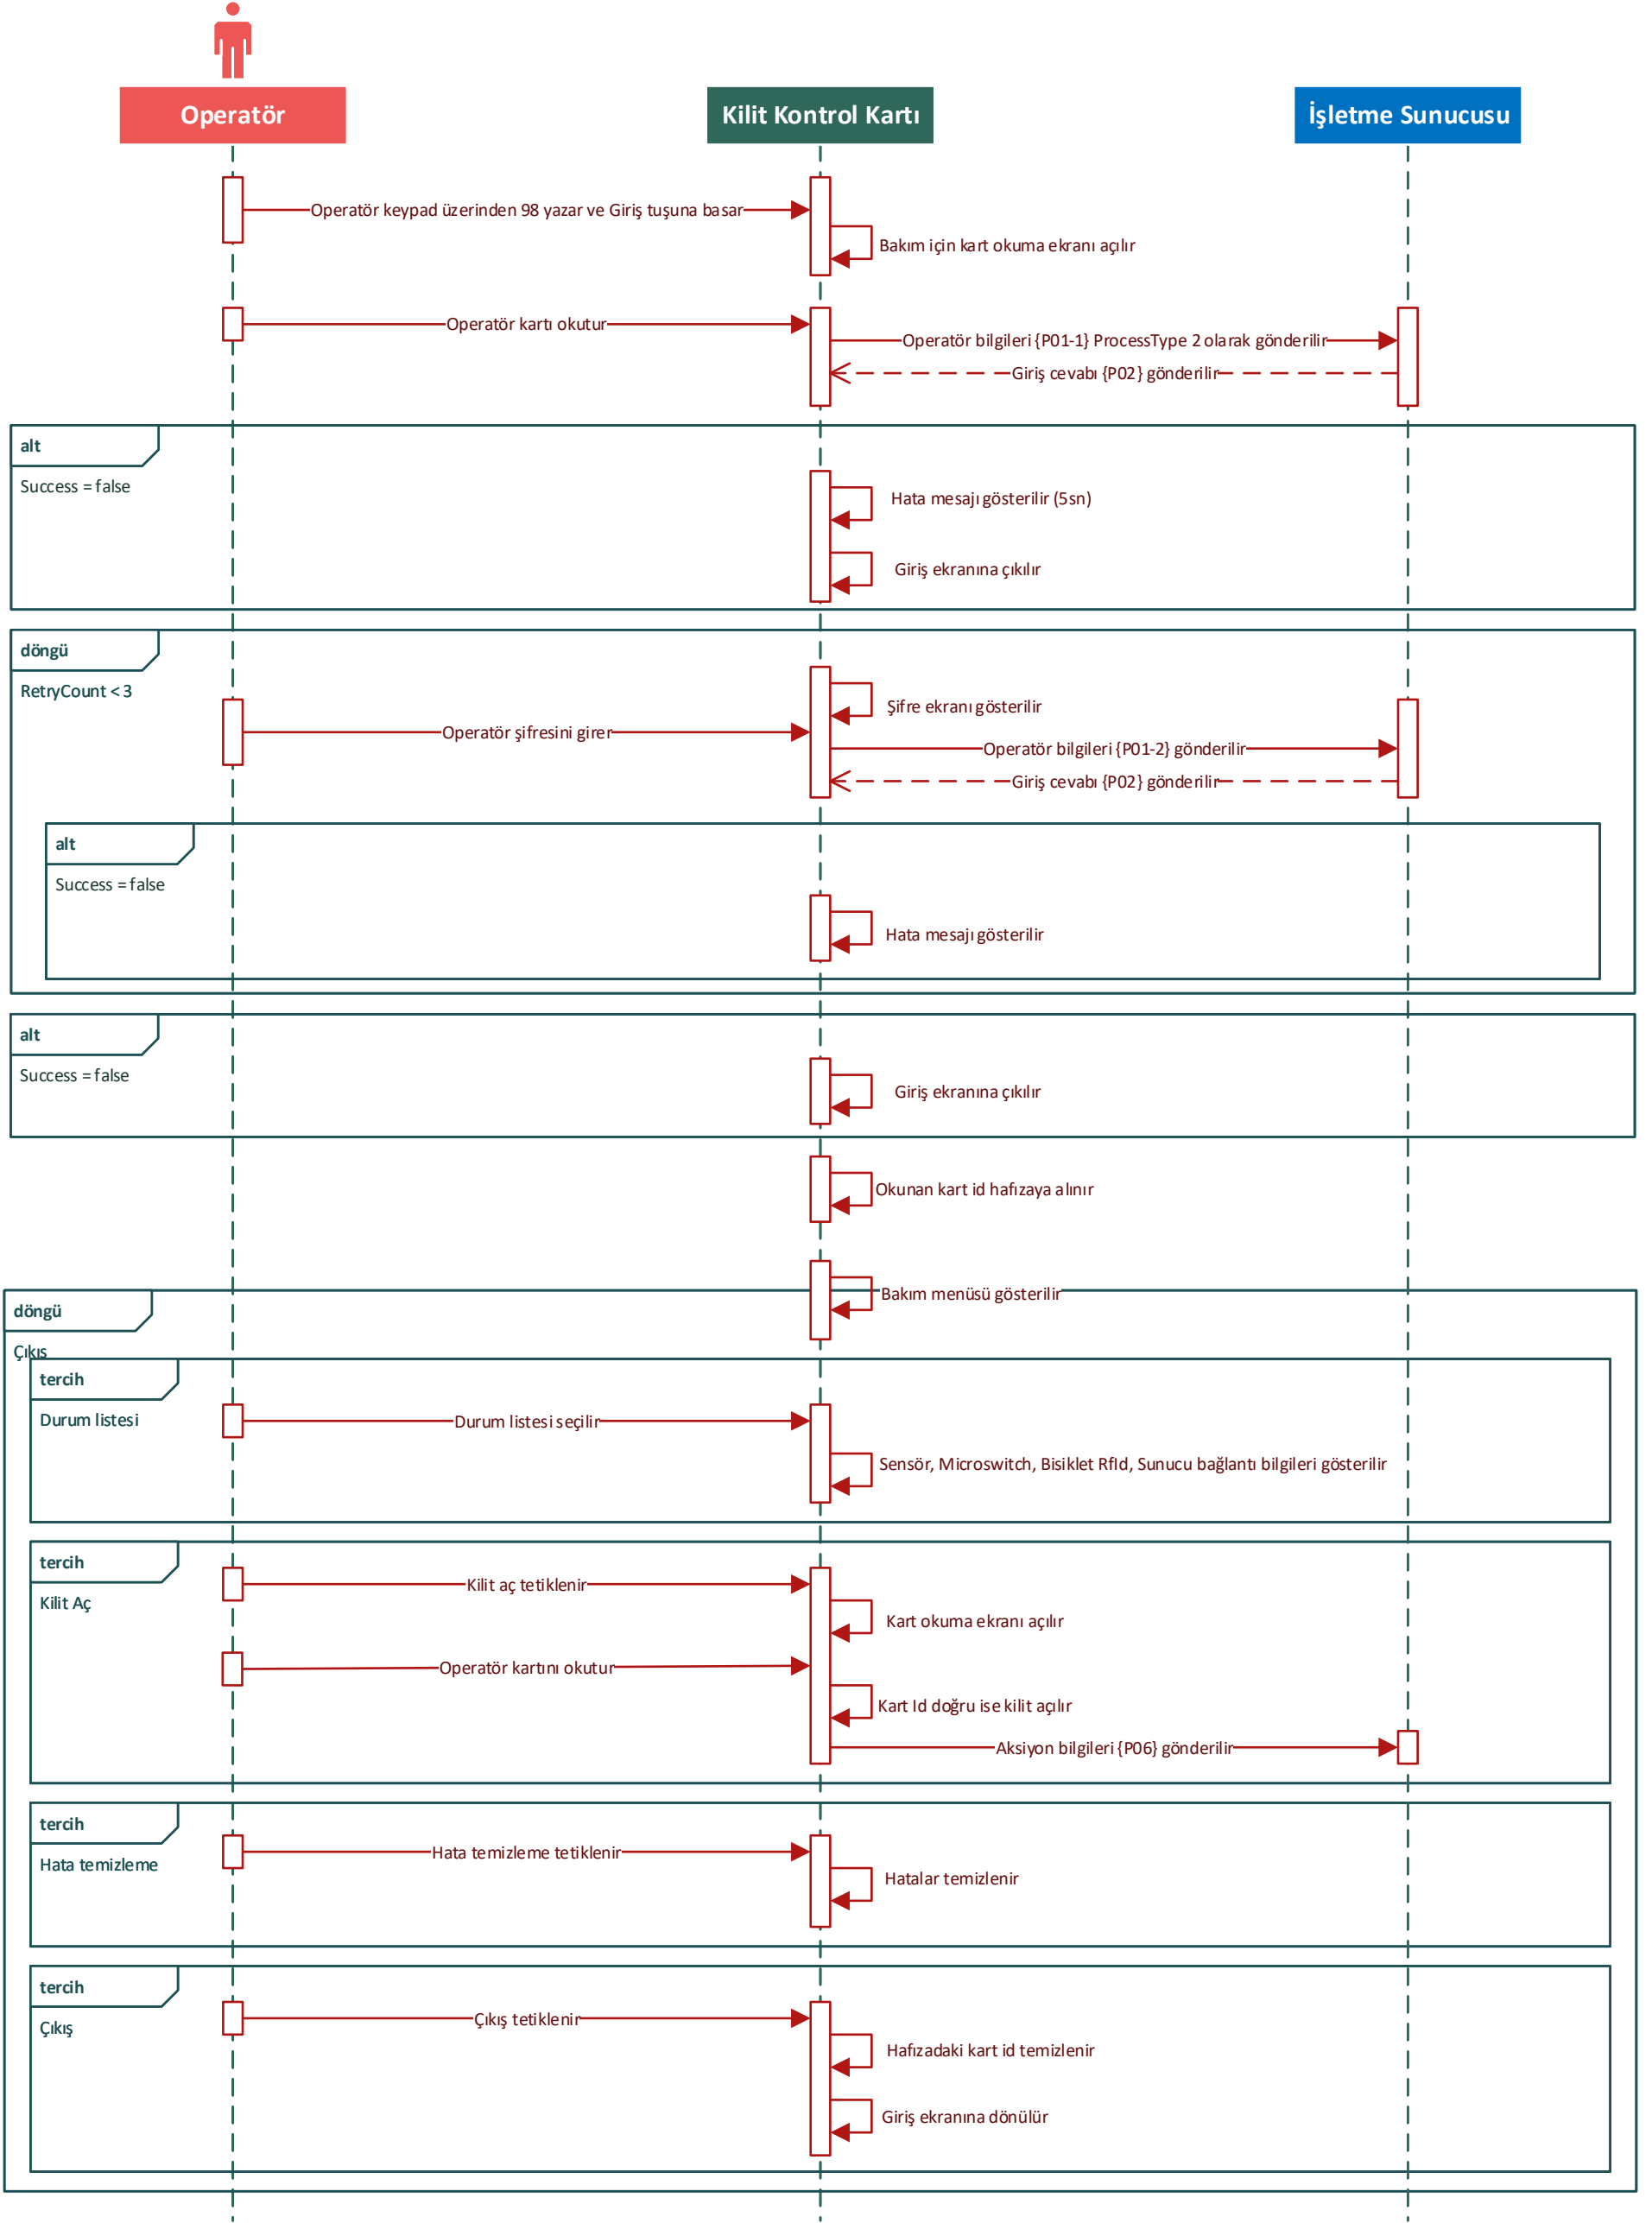 Operatör
Kilit Kontrol Kartı
İşletme Sunucusu
Operatör keypad üzerinden 98 yazar ve Giriş tuşuna basar
Bakım için kart okuma ekranı açılır
Operatör kartı okutur
Operatör bilgileri {P01-1} ProcessType 2 olarak gönderilir
Giriş cevabı {P02} gönderilir
alt
Success = false
Hata mesajı gösterilir (5sn)
Giriş ekranına çıkılır
döngü
RetryCount < 3
Şifre ekranı gösterilir
Operatör şifresini girer
Operatör bilgileri {P01-2} gönderilir
Giriş cevabı {P02} gönderilir
alt
Success = false
Hata mesajı gösterilir
alt
Success = false
Giriş ekranına çıkılır
Okunan kart id hafızaya alınır
Bakım menüsü gösterilir
döngü
Çıkış
tercih
Durum listesi
Durum listesi seçilir
Sensör, Microswitch, Bisiklet RfId, Sunucu bağlantı bilgileri gösterilir
tercih
Kilit Aç
Kilit aç tetiklenir
Kart okuma ekranı açılır
Operatör kartını okutur
Kart Id doğru ise kilit açılır
Aksiyon bilgileri {P06} gönderilir
tercih
Hata temizleme
Hata temizleme tetiklenir
Hatalar temizlenir
tercih
Çıkış
Çıkış tetiklenir
Hafızadaki kart id temizlenir
Giriş ekranına dönülür